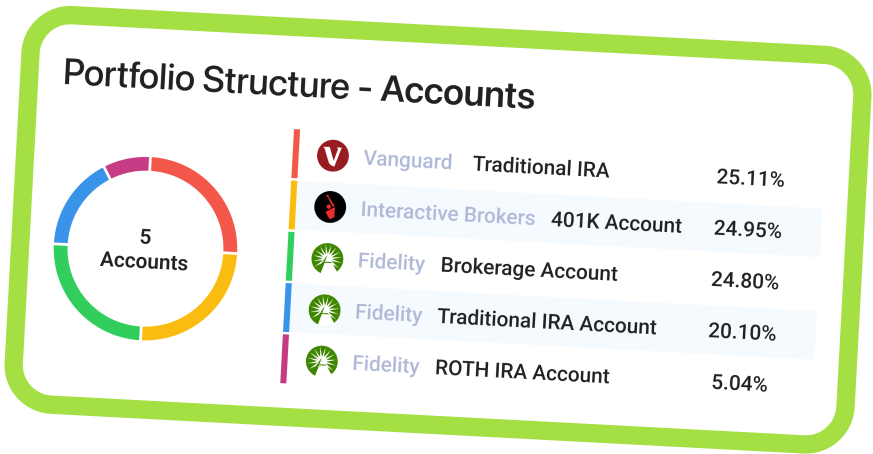 Portfolio Structure - Accounts
5
Accounts
Vanguard Traditional IRA 25.11%
Interactive Brokers 401K Account 24.95%
Fidelity Brokerage Account 24.80%
Fidelity Traditional IRA Account 20.10%
Fidelity ROTH IRA Account 5.04%